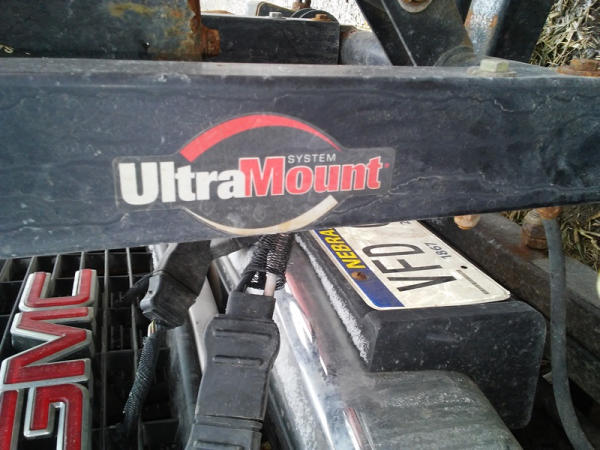 SYSTEM
UltraMount
NEBRA
VFD
1867
GMC